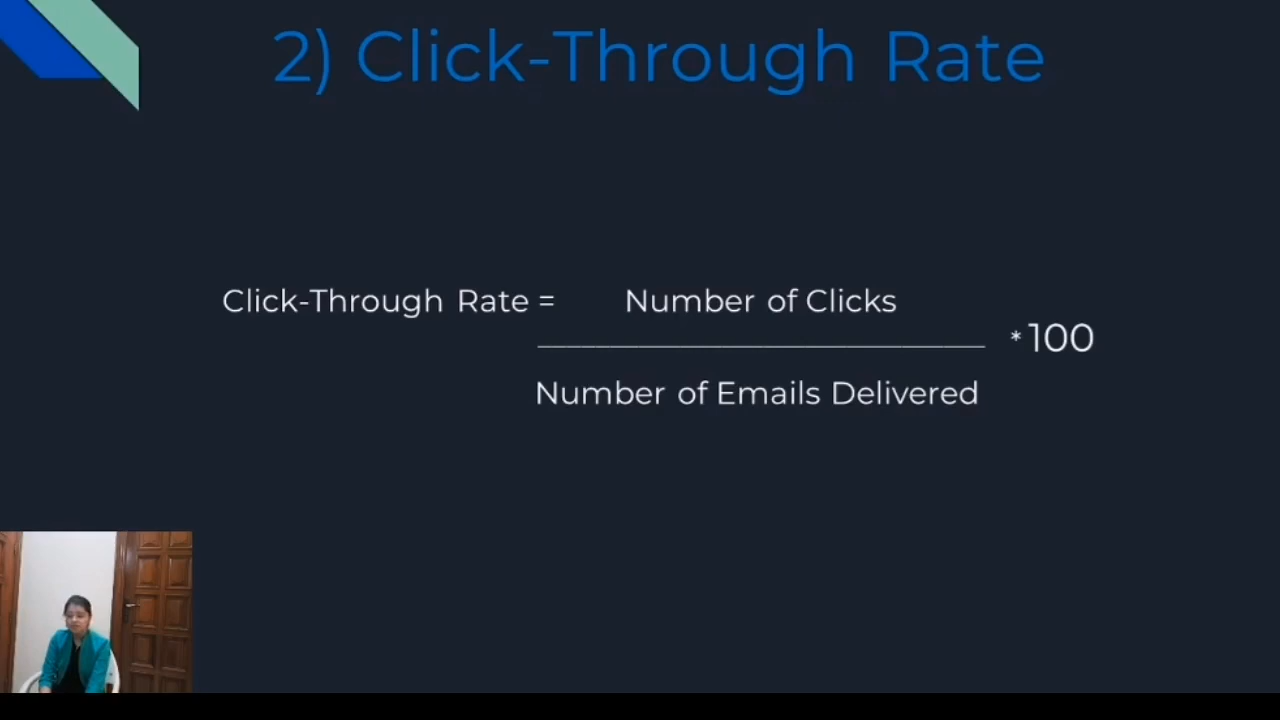 2) Click-Through Rate
Click-Through Rate = Number of Clicks
* 100
Number of Emails Delivered